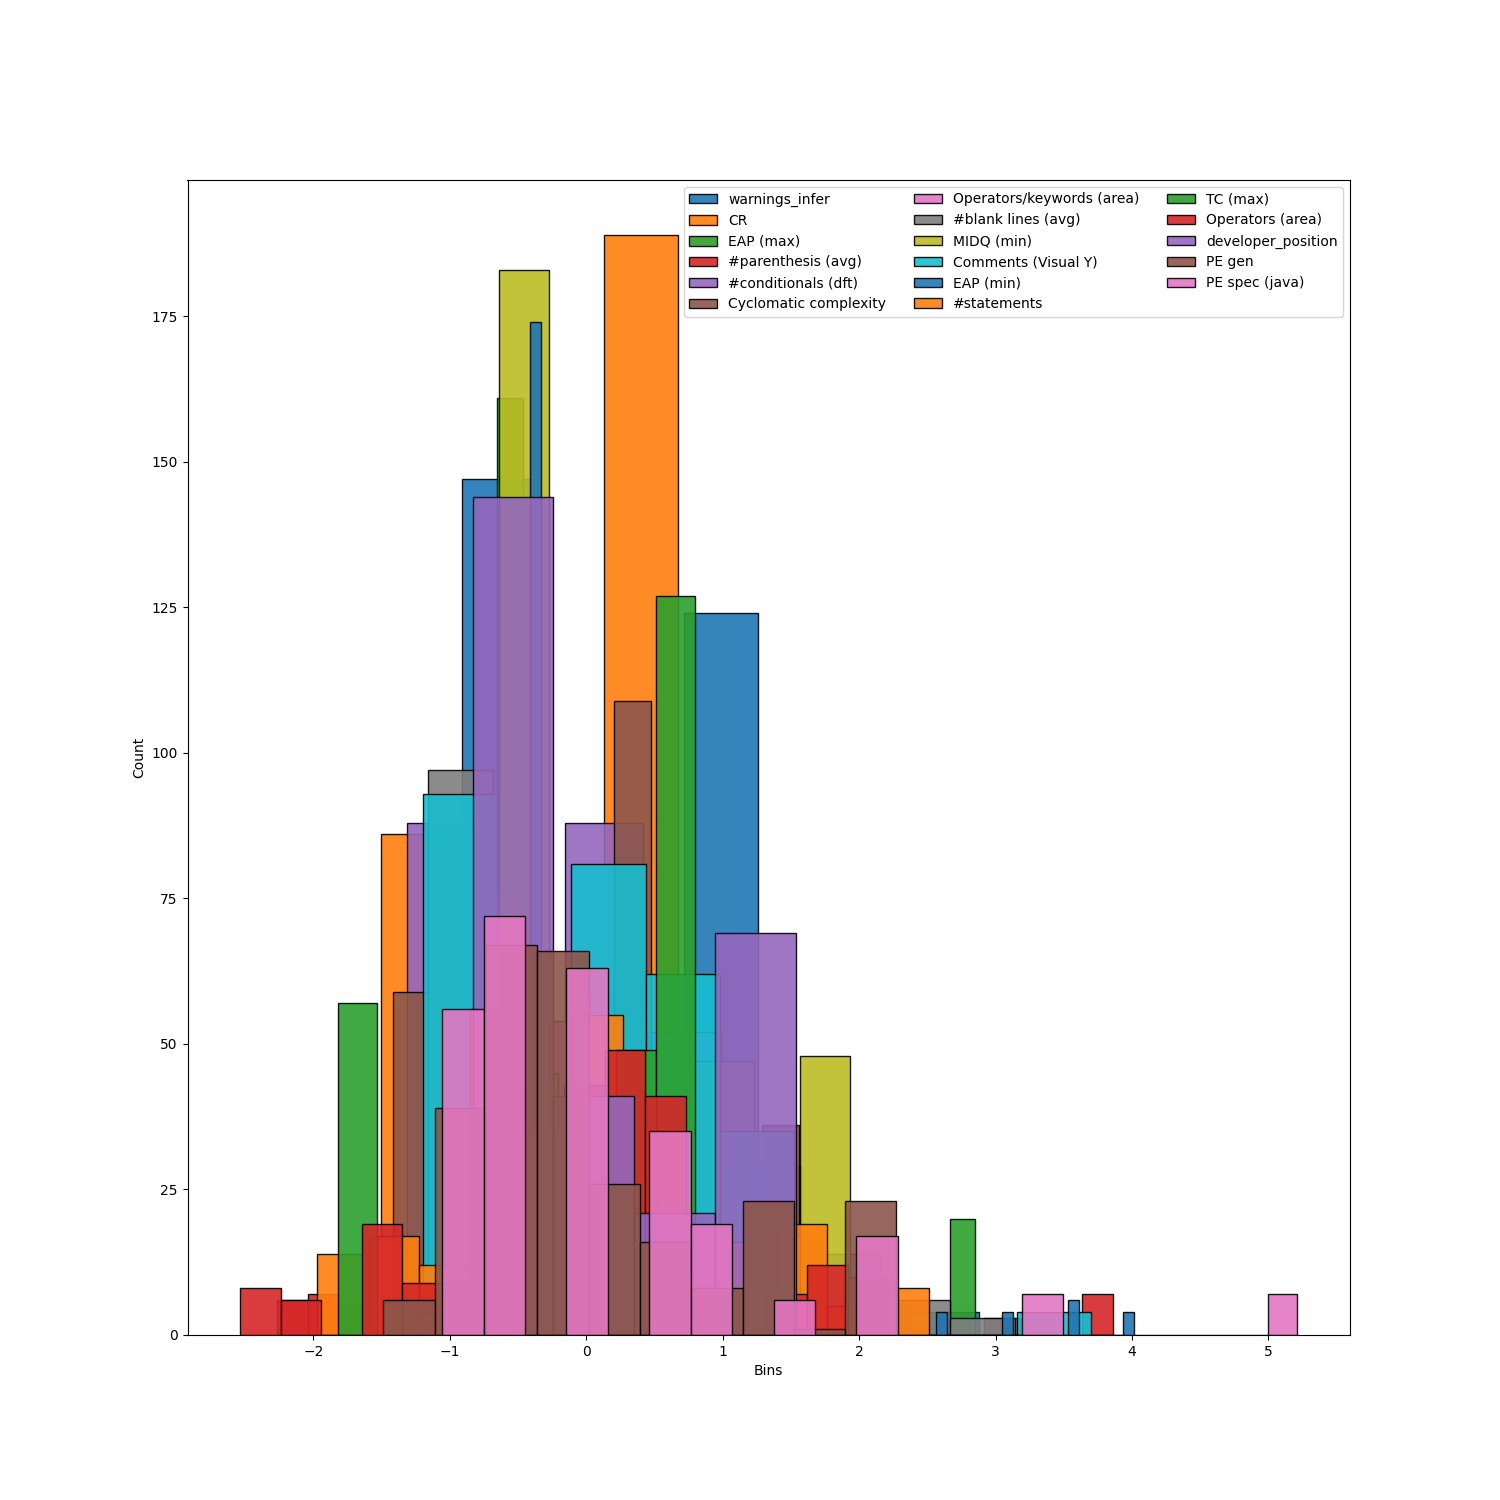 warnings_infer
CR
EAP (max)
#parenthesis (avg)
#conditionals (dft)
Cyclomatic complexity
Operators/keywords (area)
#blank lines (avg)
MIDQ (min)
Comments (Visual Y)
EAP (min)
#statements
TC (max)
Operators (area)
developer_position
PE gen
PE spec (java)
175
150
125
100
75
50
25
0
Count
−2
−1
0
1
2
3
4
5
Bins